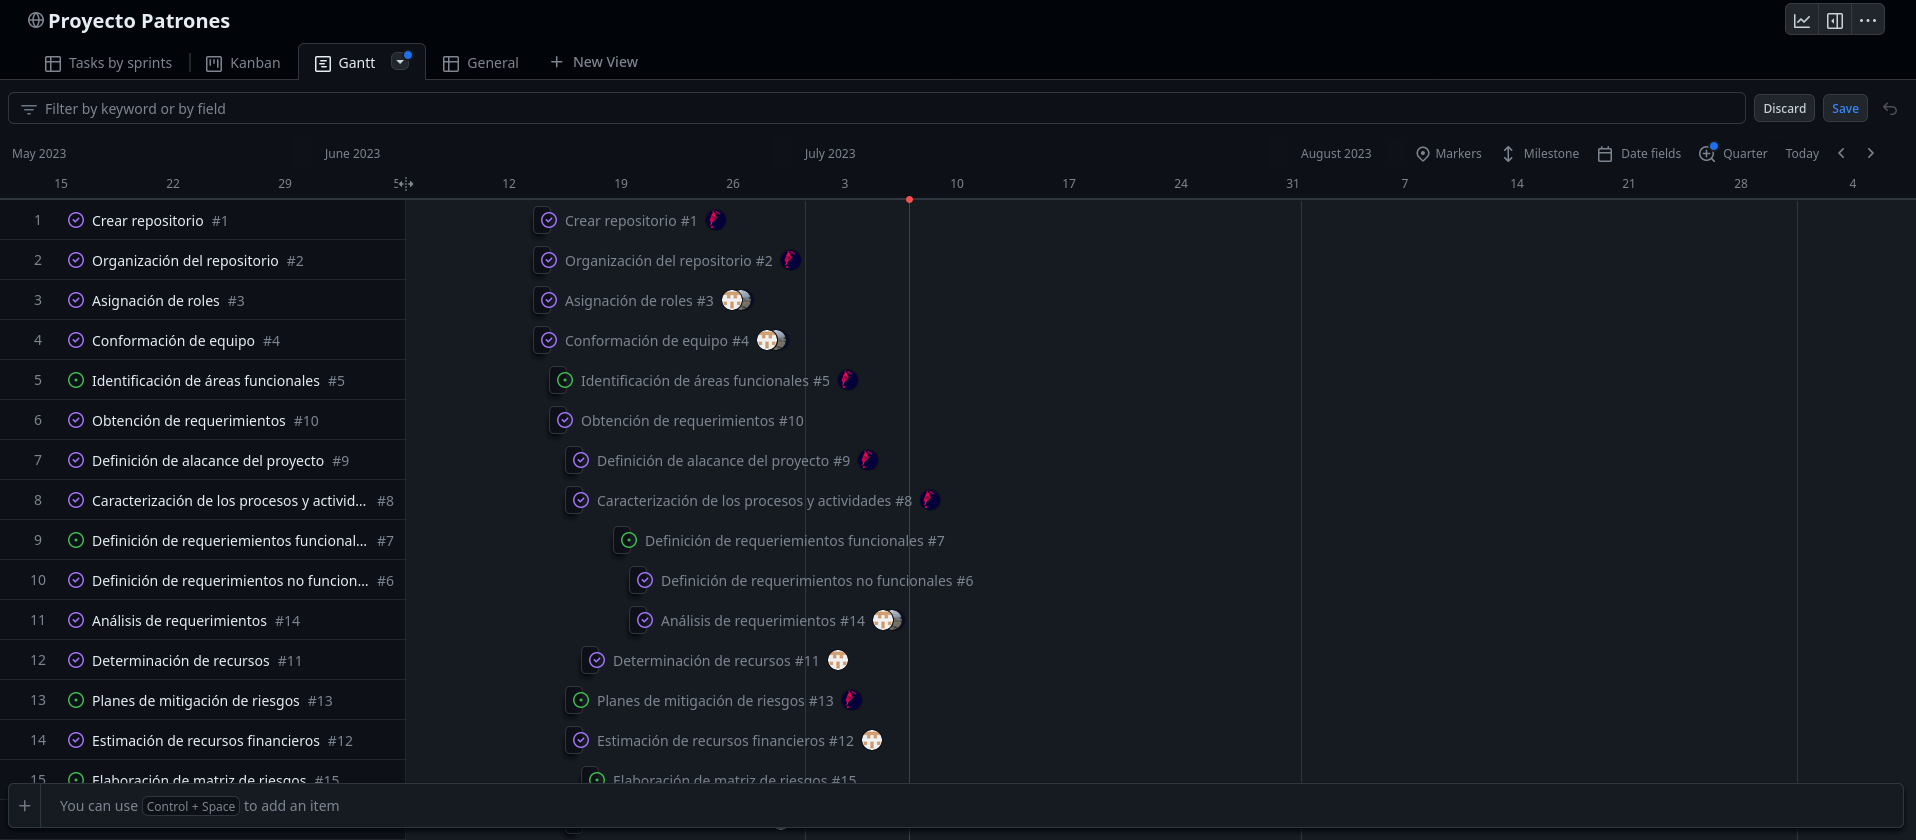 Proyecto Patrones
Tasks by sprints Kanban Gantt General New View
Filter by keyword or by field Discard Save
May 2023 June 2023 July 2023 August 2023 Markers Milestone Date fields Quarter Today
15 22 29 5 12 19 26 3 10 17 24 31 7 14 21 28 4
1 Crear repositorio #1 Crear repositorio #1
2 Organización del repositorio #2 Organización del repositorio #2
3 Asignación de roles #3 Asignación de roles #3
4 Conformación de equipo #4 Conformación de equipo #4
5 Identificación de áreas funcionales #5 Identificación de áreas funcionales #5
6 Obtención de requerimientos #10 Obtención de requerimientos #10
7 Definición de alacance del proyecto #9 Definición de alacance del proyecto #9
8 Caracterización de los procesos y activid... #8 Caracterización de los procesos y actividades #8
9 Definición de requeriemientos funcional... #7 Definición de requeriemientos funcionales #7
10 Definición de requerimientos no funcion... #6 Definición de requerimientos no funcionales #6
11 Análisis de requerimientos #14 Análisis de requerimientos #14
12 Determinación de recursos #11 Determinación de recursos #11
13 Planes de mitigación de riesgos #13 Planes de mitigación de riesgos #13
14 Estimación de recursos financieros #12 Estimación de recursos financieros #12
15 Elaboración de matriz de riesgos #15 Elaboración de matriz de riesgos #15
You can use Control + Space to add an item